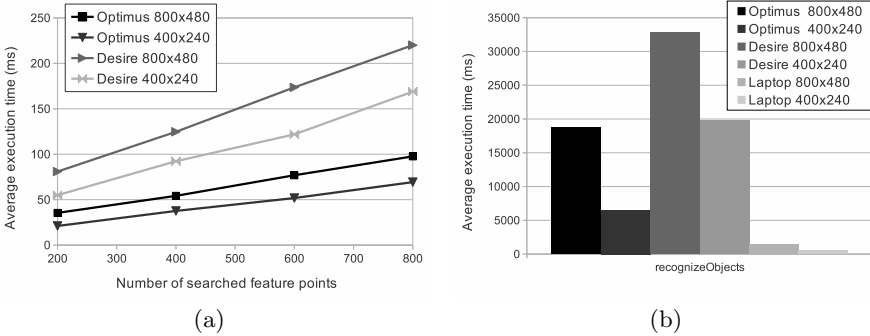 250
200
150
100
50
0
Average execution time (ms)
Optimus 800x480
Optimus 400x240
Desire 800x480
Desire 400x240
200 300 400 500 600 700 800
Number of searched feature points
(a)
35000
30000
25000
20000
15000
10000
5000
0
Average execution time (ms)
Optimus 800x480
Optimus 400x240
Desire 800x480
Desire 400x240
Laptop 800x480
Laptop 400x240
recognizeObjects
(b)